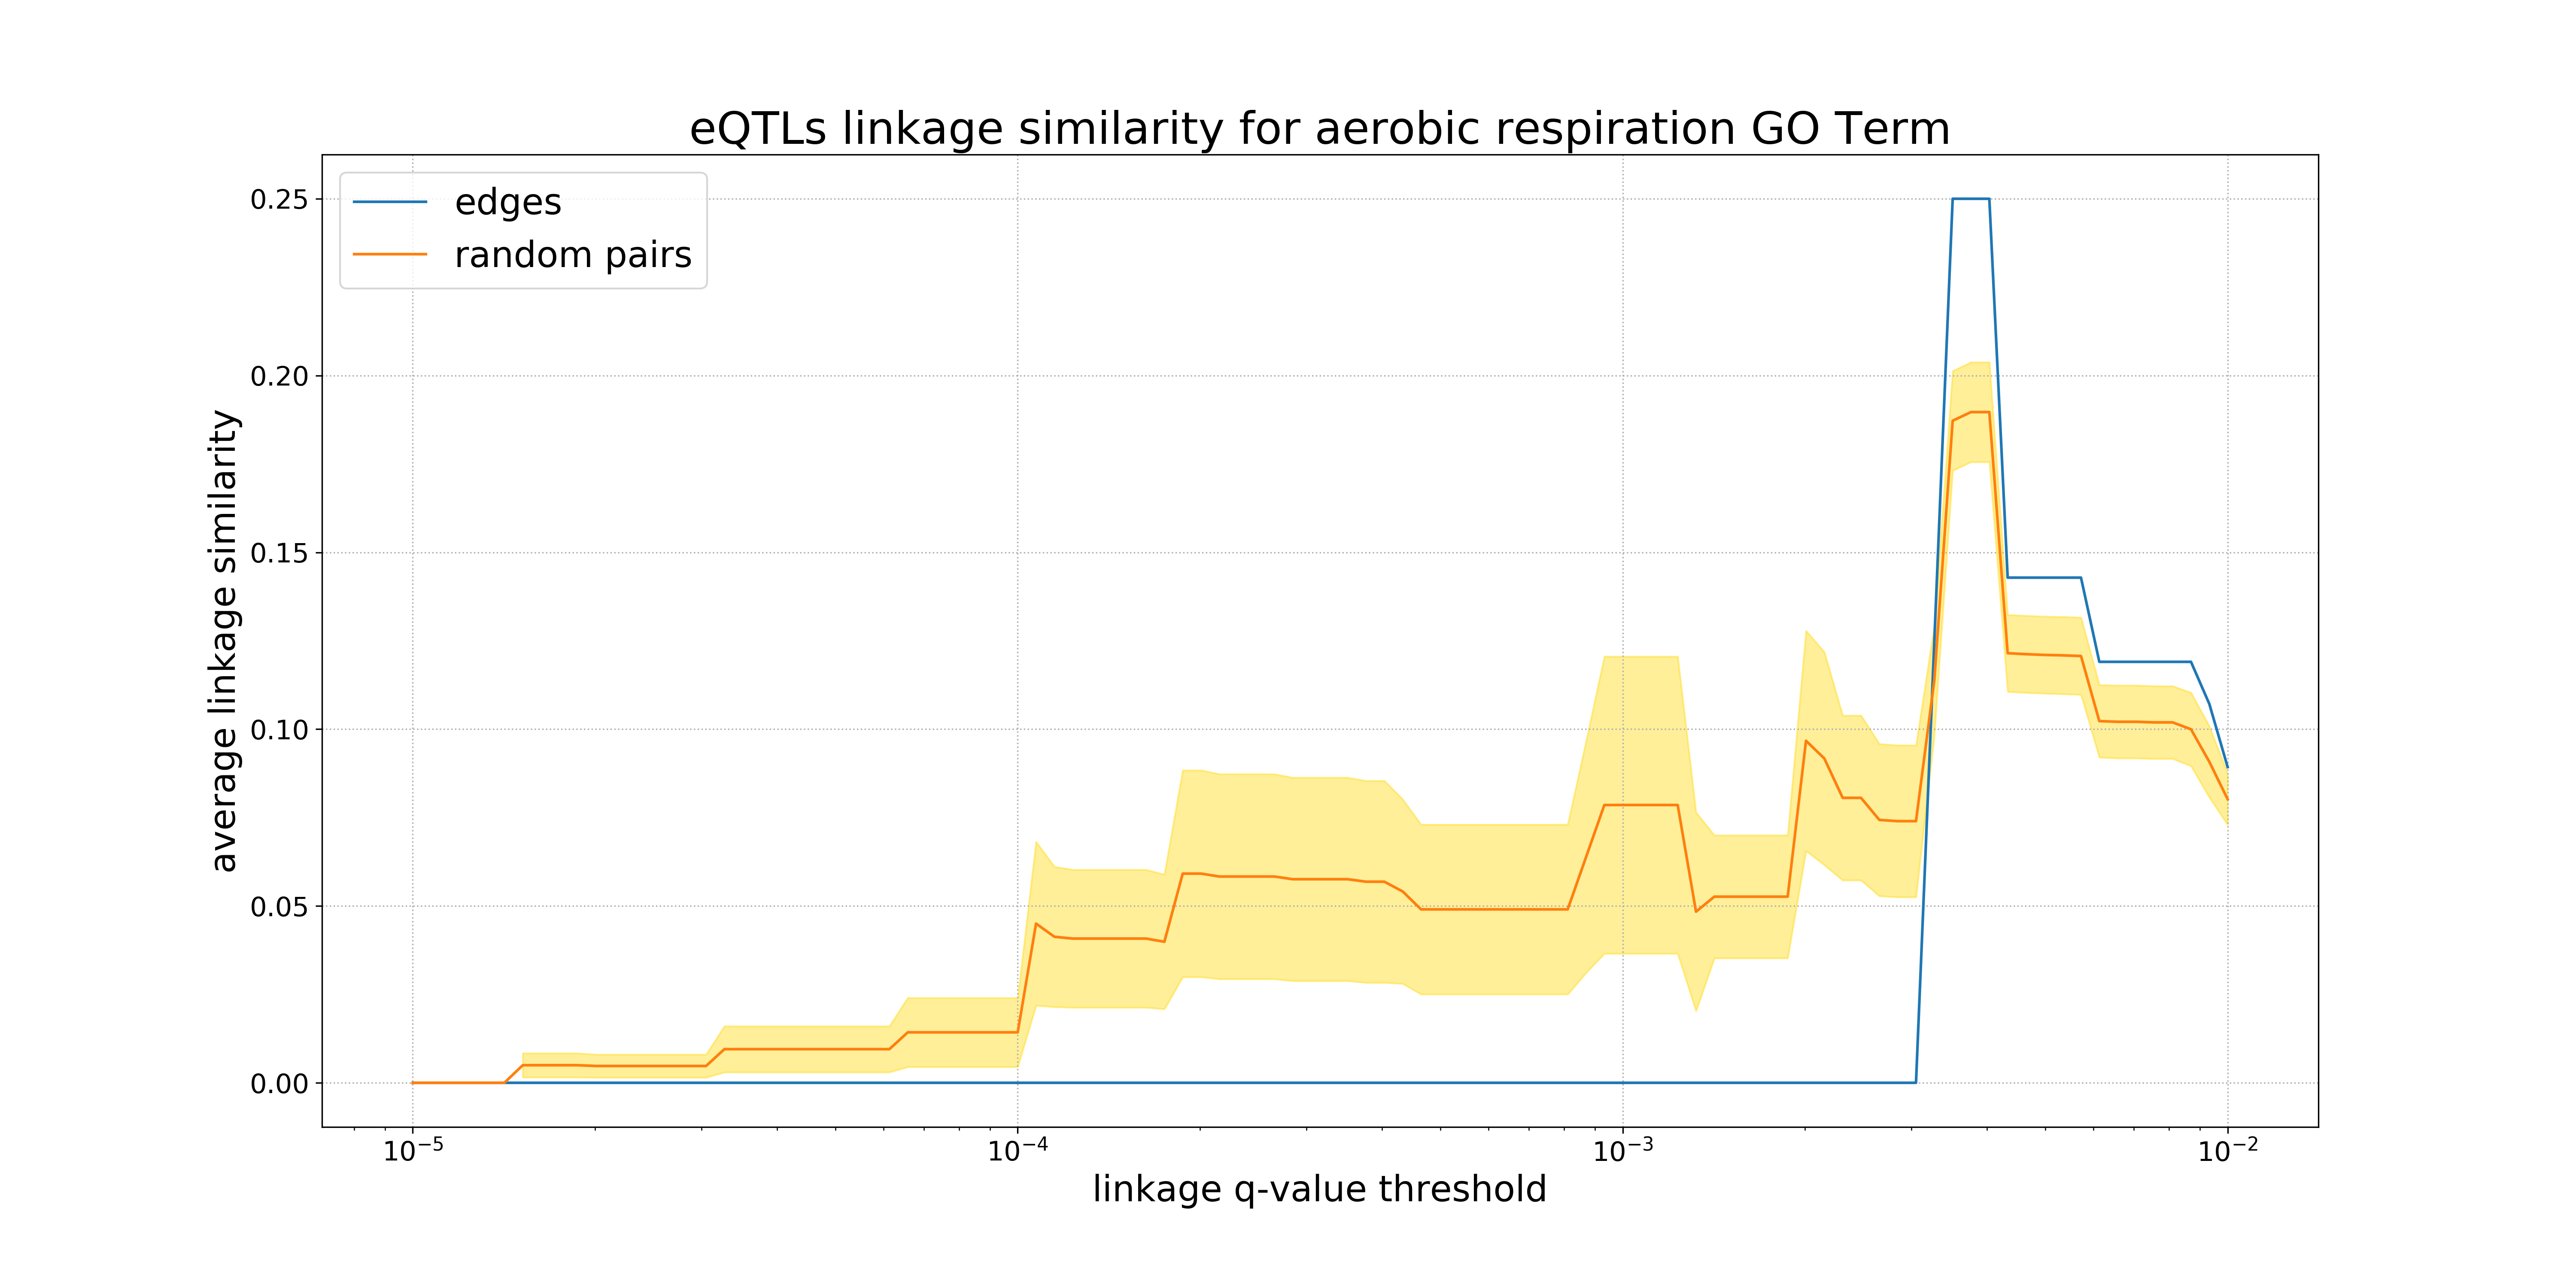 eQTLs linkage similarity for aerobic respiration GO Term
edges
random pairs
average linkage similarity
0.25
0.20
0.15
0.10
0.05
0.00
10⁻⁵ 10⁻⁴ 10⁻³ 10⁻²
linkage q-value threshold